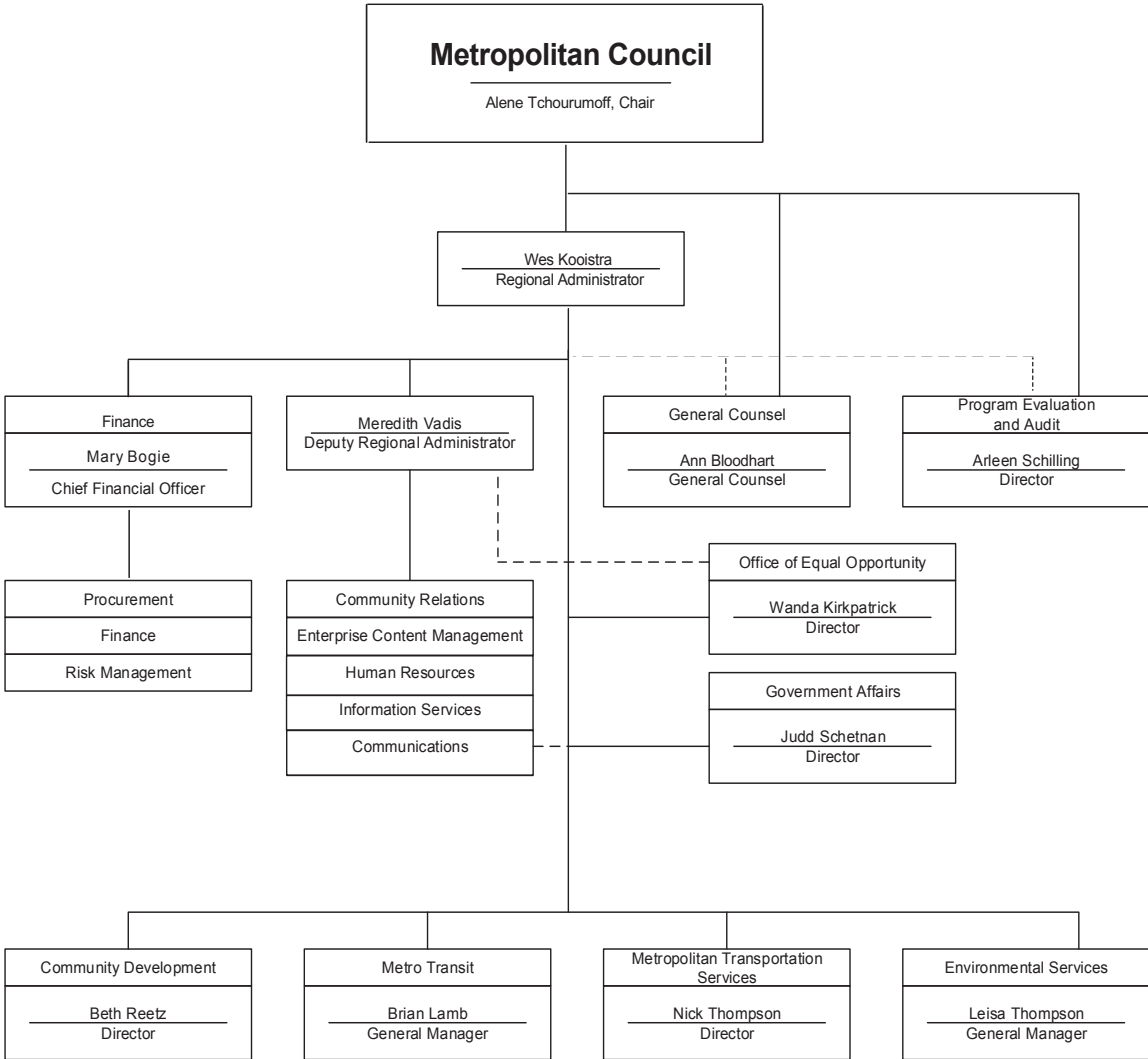 Metropolitan Council
Alene Tchourumoff, Chair
Wes Kooistra
Regional Administrator
Finance
Mary Bogie
Chief Financial Officer
Meredith Vadis
Deputy Regional Administrator
General Counsel
Ann Bloodhart
General Counsel
Program Evaluation
and Audit
Arleen Schilling
Director
Procurement
Finance
Risk Management
Community Relations
Enterprise Content Management
Human Resources
Information Services
Communications
Office of Equal Opportunity
Wanda Kirkpatrick
Director
Government Affairs
Judd Schetnan
Director
Community Development
Beth Reetz
Director
Metro Transit
Brian Lamb
General Manager
Metropolitan Transportation
Services
Nick Thompson
Director
Environmental Services
Leisa Thompson
General Manager